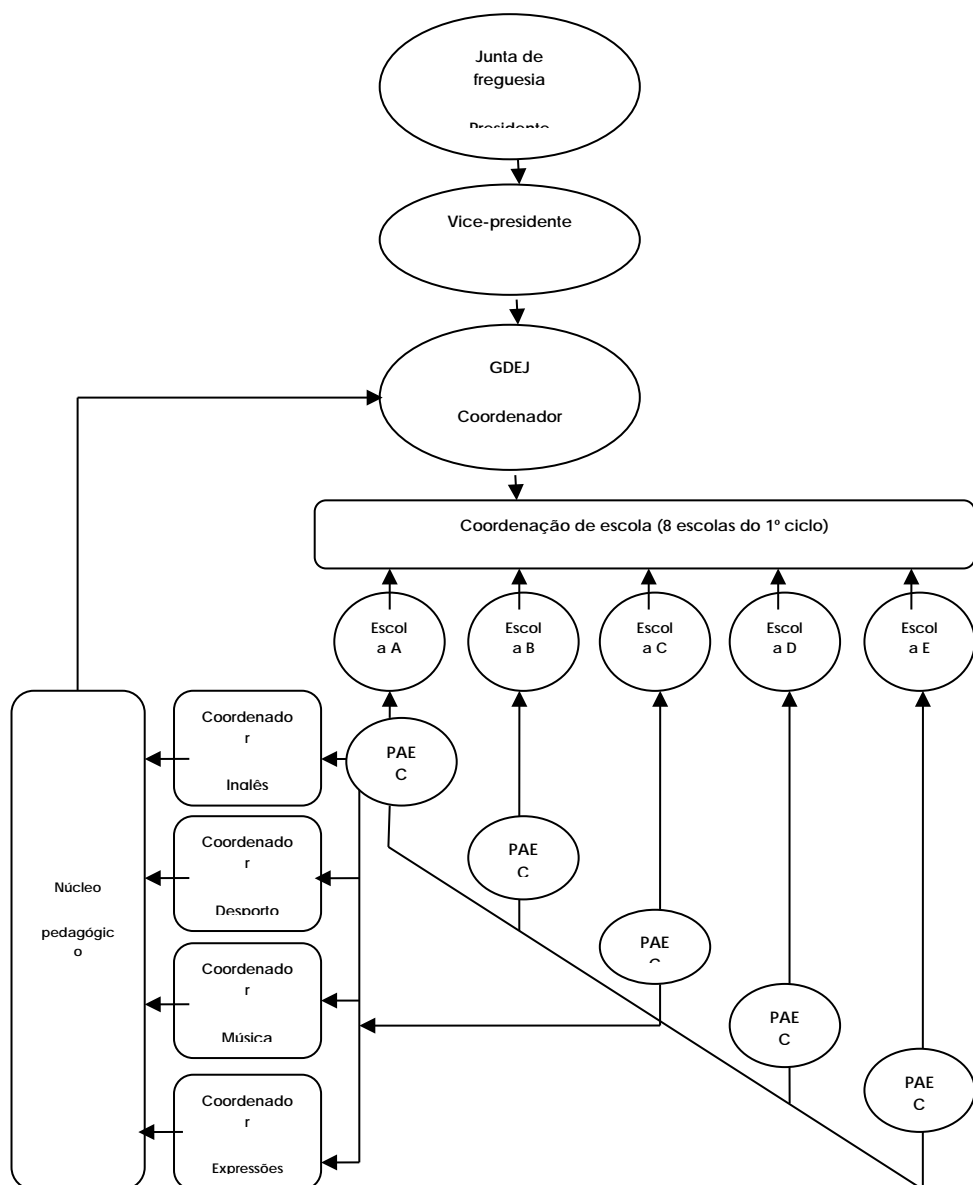 Junta de
freguesia
Presidente
Vice-presidente
GDEJ
Coordenador
Coordenação de escola (8 escolas do 1º ciclo)
Escol
a A
Escol
a B
Escol
a C
Escol
a D
Escol
a E
Coordenado
r
Inglês
PAE
C
Coordenado
r
Desporto
PAE
C
Núcleo
pedagógic
o
PAE
C
Coordenado
r
Música
PAE
C
Coordenado
r
Expressões
PAE
C